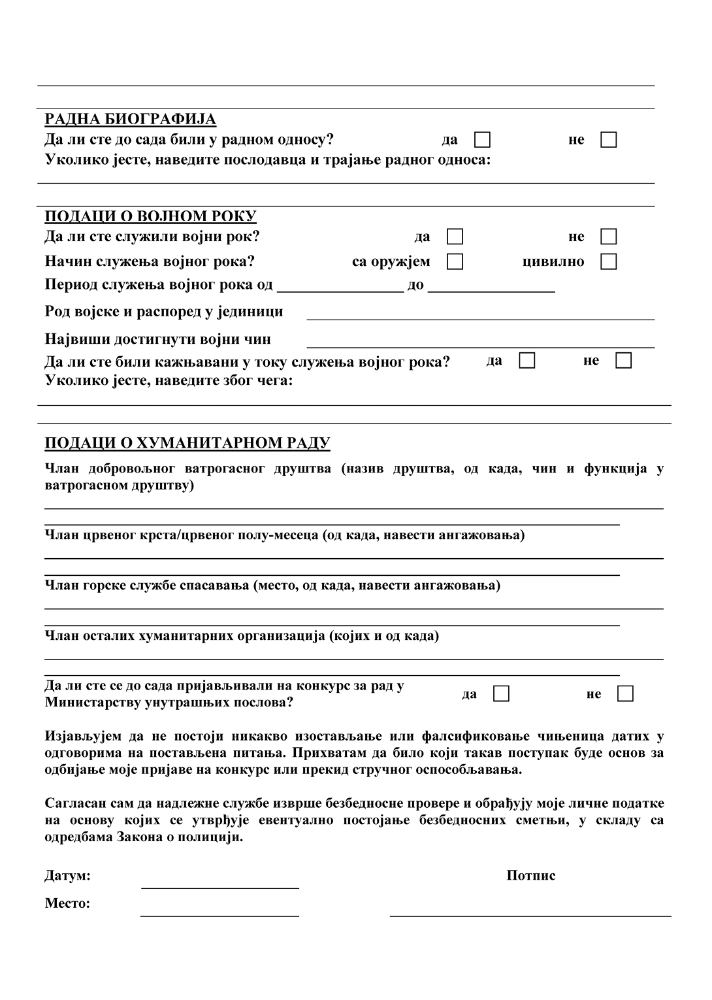 РАДНА БИОГРАФИЈА
Да ли сте до сада били у радном односу? да не
Уколико јесте, наведите послодавца и трајање радног односа:
ПОДАЦИ О ВОЈНОМ РОКУ
Да ли сте служили војни рок? да не
Начин служења војног рока? са оружјем цивилно
Период служења војног рока од ________ до ________
Род војске и распоред у јединици
Највиши достигнути војни чин
Да ли сте били кажњавани у току служења војног рока? да не
Уколико јесте, наведите због чега:
ПОДАЦИ О ХУМАНИТАРНОМ РАДУ
Члан добровољног ватрогасног друштва (назив друштва, од када, чин и функција у
ватрогасном друштву)
Члан црвеног крста/црвеног полу-месеца (од када, навести ангажовања)
Члан горске службе спасавања (место, од када, навести ангажовања)
Члан осталих хуманитарних организација (којих и од када)
Да ли сте се до сада пријављивали на конкурс за рад у
Министарству унутрашњих послова? да не
Изјављујем да не постоји никакво изостављање или фалсификовање чињеница датих у
одговорима на постављена питања. Прихватам да било који такав поступак буде основ за
одбијање моје пријаве на конкурс или прекид стручног оспособљавања.
Сагласан сам да надлежне службе изврше безбедносне провере и обрађују моје личне податке
на основу којих се утврђује евентуално постојање безбедносних сметњи, у складу са
одредбама Закона о полицији.
Датум: Потпис
Место: